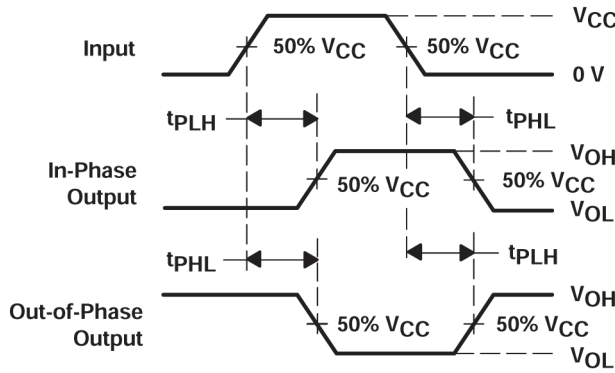 VCC
Input
50% VCC
50% VCC
0 V
tPLH
tPHL
In-Phase
Output
50% VCC
50% VCC
VOH
VOL
tPHL
tPLH
Out-of-Phase
Output
50% VCC
50% VCC
VOH
VOL